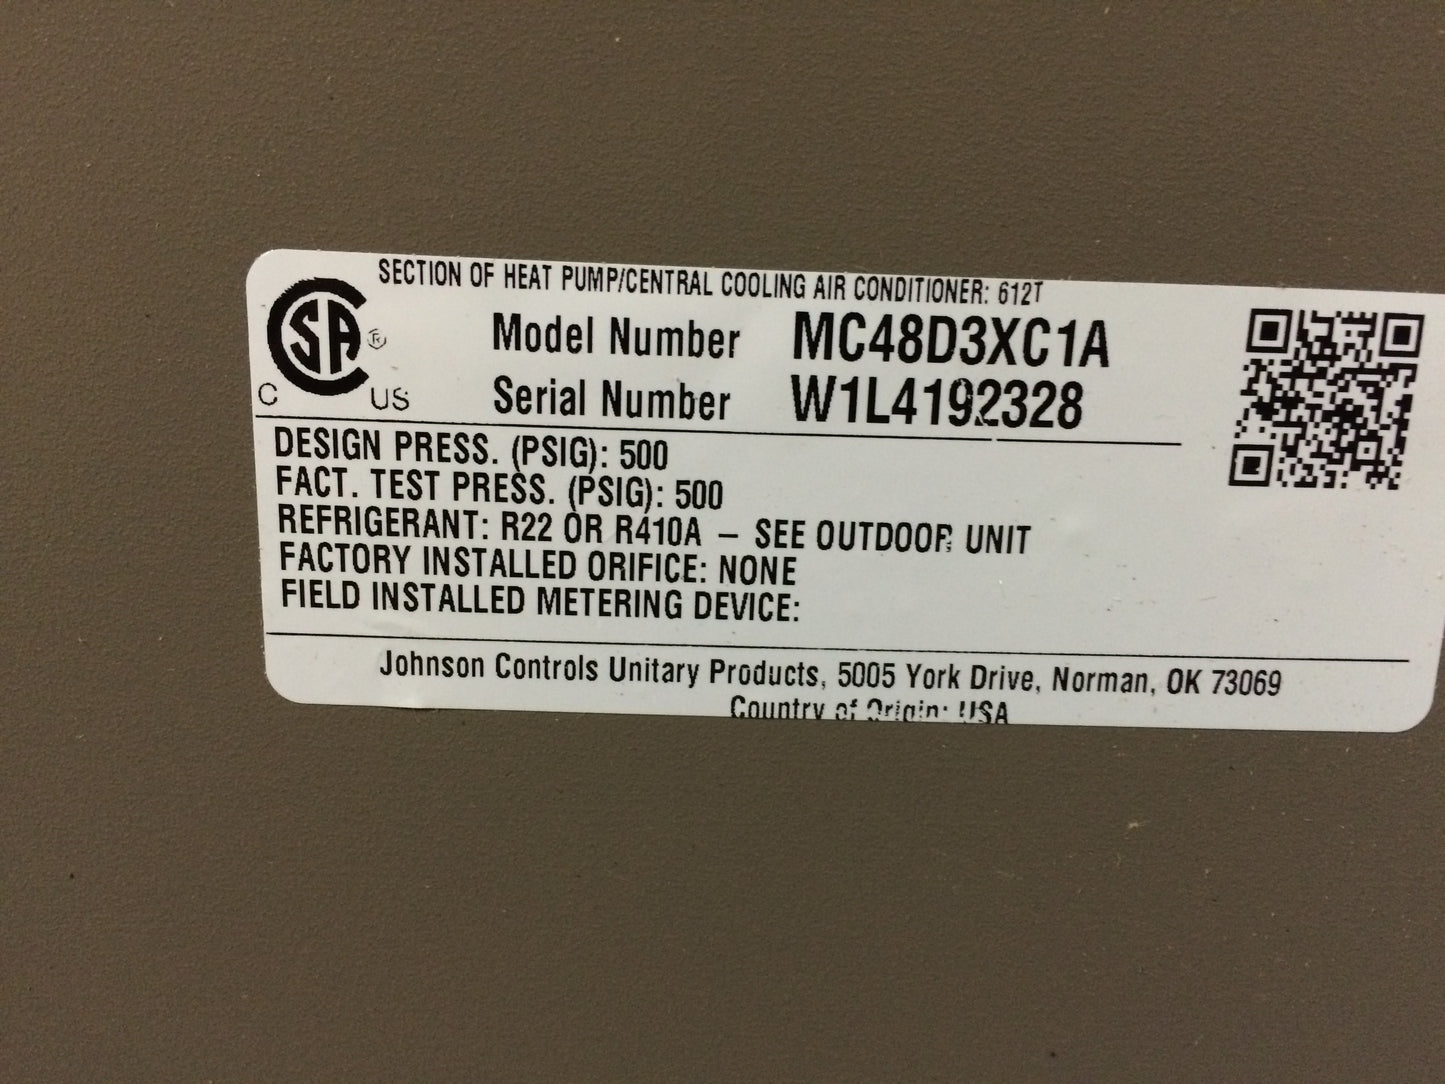 SECTION OF HEAT PUMP/CENTRAL COOLING AIR CONDITIONER: 612T
CSA ®
C US
Model Number MC48D3XC1A
Serial Number W1L4192328
DESIGN PRESS. (PSIG): 500
FACT. TEST PRESS. (PSIG): 500
REFRIGERANT: R22 OR R410A – SEE OUTDOOR UNIT
FACTORY INSTALLED ORIFICE: NONE
FIELD INSTALLED METERING DEVICE:
Johnson Controls Unitary Products, 5005 York Drive, Norman, OK 73069
Country of Origin: USA